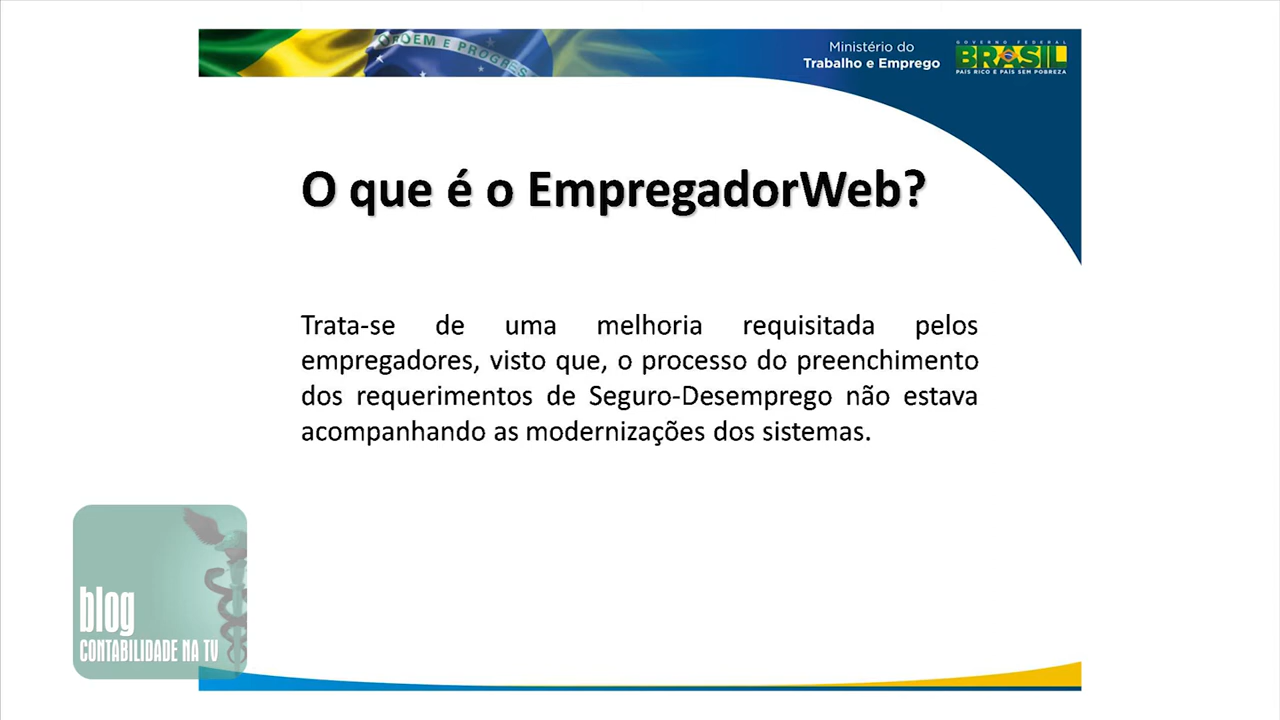 ORDEM E PROGRES
Ministério do
Trabalho e Emprego
GOVERNO FEDERAL
BRASIL
PAÍS RICO É PAÍS SEM POBREZA
O que é o EmpregadorWeb?
Trata-se de uma melhoria requisitada pelos
empregadores, visto que, o processo do preenchimento
dos requerimentos de Seguro-Desemprego não estava
acompanhando as modernizações dos sistemas.
blog
CONTABILIDADE NA TV